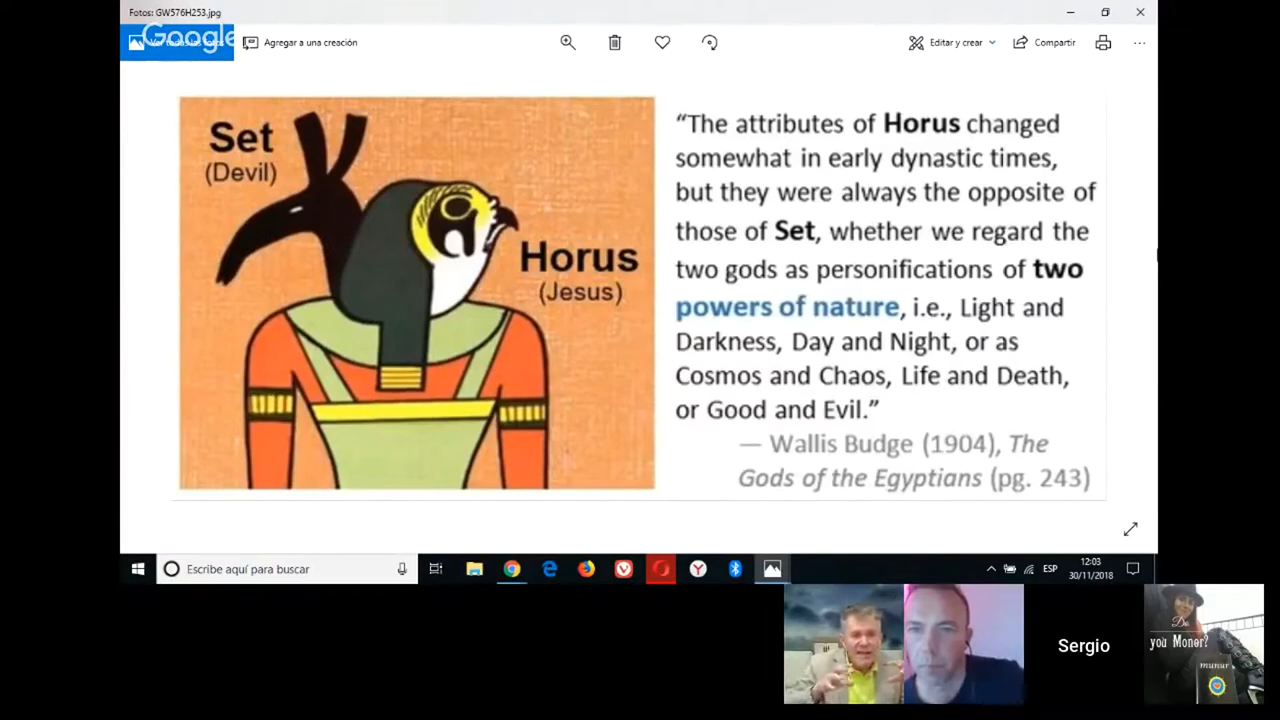 Fotos: GW576H253.jpg
Google
Agregar a una creación
Editar y crear
Compartir
Set
(Devil)
Horus
(Jesus)
“The attributes of Horus changed
somewhat in early dynastic times,
but they were always the opposite of
those of Set, whether we regard the
two gods as personifications of two
powers of nature, i.e., Light and
Darkness, Day and Night, or as
Cosmos and Chaos, Life and Death,
or Good and Evil.”
— Wallis Budge (1904), The
Gods of the Egyptians (pg. 243)
Escribe aquí para buscar
ESP
12:03
30/11/2018
Sergio
Do
you Moner?